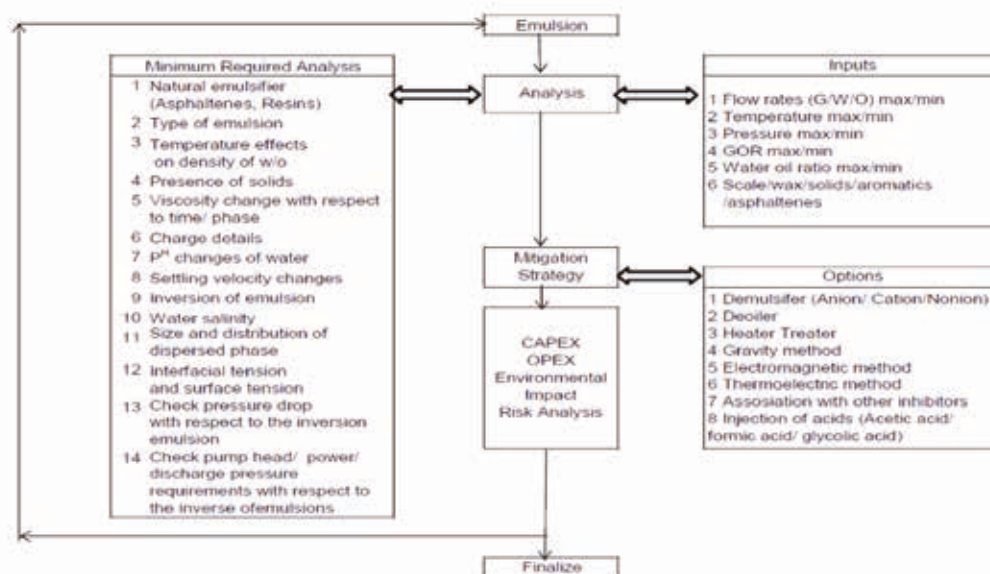 Emulsion
Minimum Required Analysis
1 Natural emulsifier
(Asphaltenes, Resins)
2 Type of emulsion
3 Temperature effects
on density of w/o
4 Presence of solids
5 Viscosity change with respect
to time/ phase
6 Charge details
7 Pᴴ changes of water
8 Settling velocity changes
9 Inversion of emulsion
10 Water salinity
11 Size and distribution of
dispersed phase
12 Interfacial tension
and surface tension
13 Check pressure drop
with respect to the inversion
emulsion
14 Check pump head/ power/
discharge pressure
requirements with respect to
the inverse ofemulsions
Analysis
Inputs
1 Flow rates (G/W/O) max/min
2 Temperature max/min
3 Pressure max/min
4 GOR max/min
5 Water oil ratio max/min
6 Scale/wax/solids/aromatics
/asphaltenes
Mitigation
Strategy
Options
1 Demulsifer (Anion/ Cation/Nonion)
2 Deoiler
3 Heater Treater
4 Gravity method
5 Electromagnetic method
6 Thermoelectric method
7 Assosiation with other inhibitors
8 Injection of acids (Acetic acid/
formic acid/ glycolic acid)
CAPEX
OPEX
Environmental
Impact
Risk Analysis
Finalize